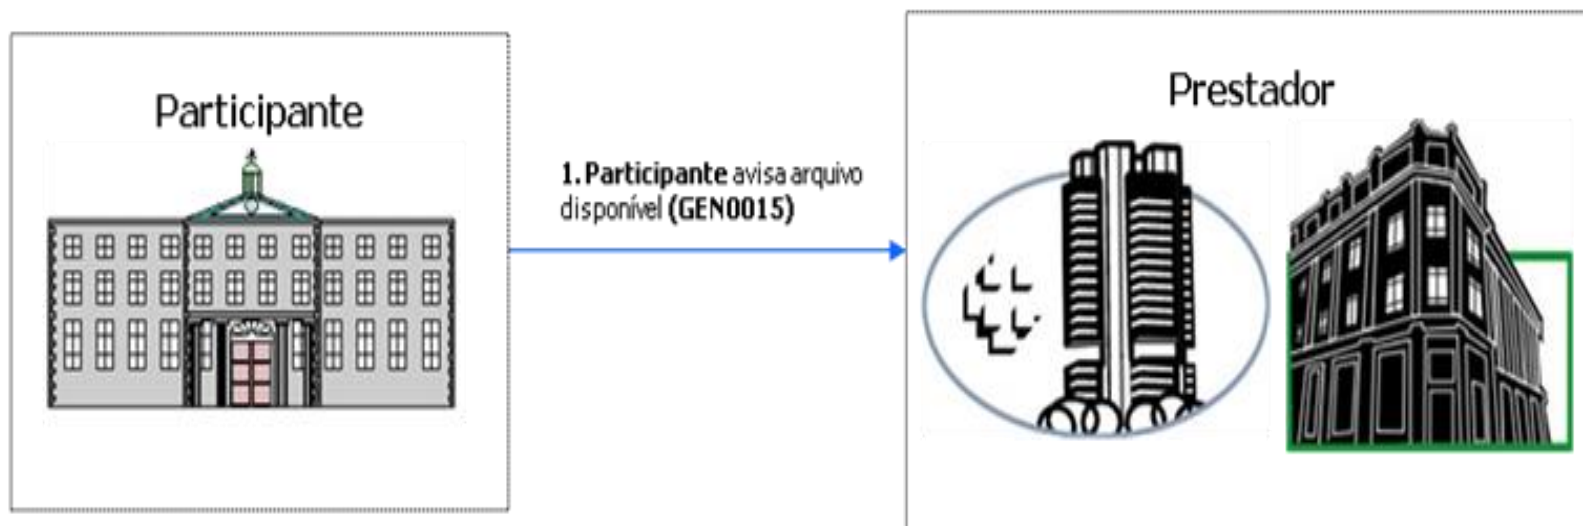 Participante
1. Participante avisa arquivo
disponível (GEN0015)
Prestador